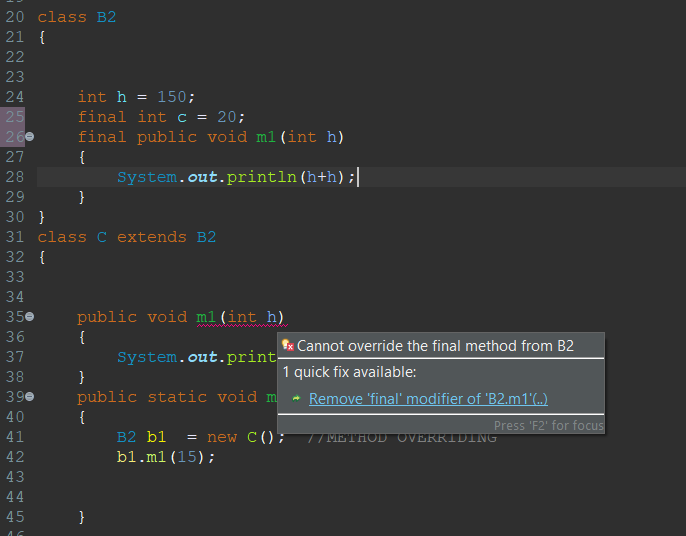 20 class B2
21 {
22
23
24 int h = 150;
25 final int c = 20;
26 final public void m1(int h)
27 {
28 System.out.println(h+h);
29 }
30 }
31 class C extends B2
32 {
33
34
35 public void m1(int h)
36 {
37 System.out.print
38 }
39 public static void m
40 {
41 B2 b1 = new C(); //METHOD OVERRIDING
42 b1.m1(15);
43
44
45 }
Cannot override the final method from B2
1 quick fix available:
Remove 'final' modifier of 'B2.m1'(..)
Press 'F2' for focus